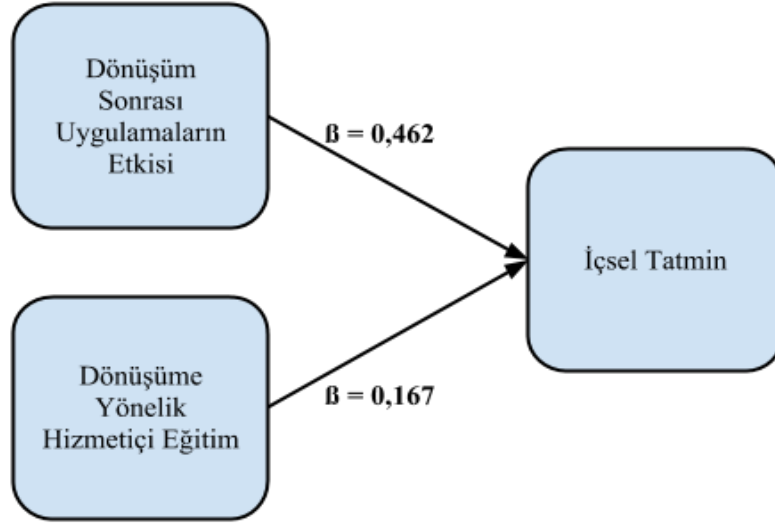 Dönüşüm
Sonrası
Uygulamaların
Etkisi
ß = 0,462
İçsel Tatmin
Dönüşüme
Yönelik
Hizmetiçi Eğitim
ß = 0,167